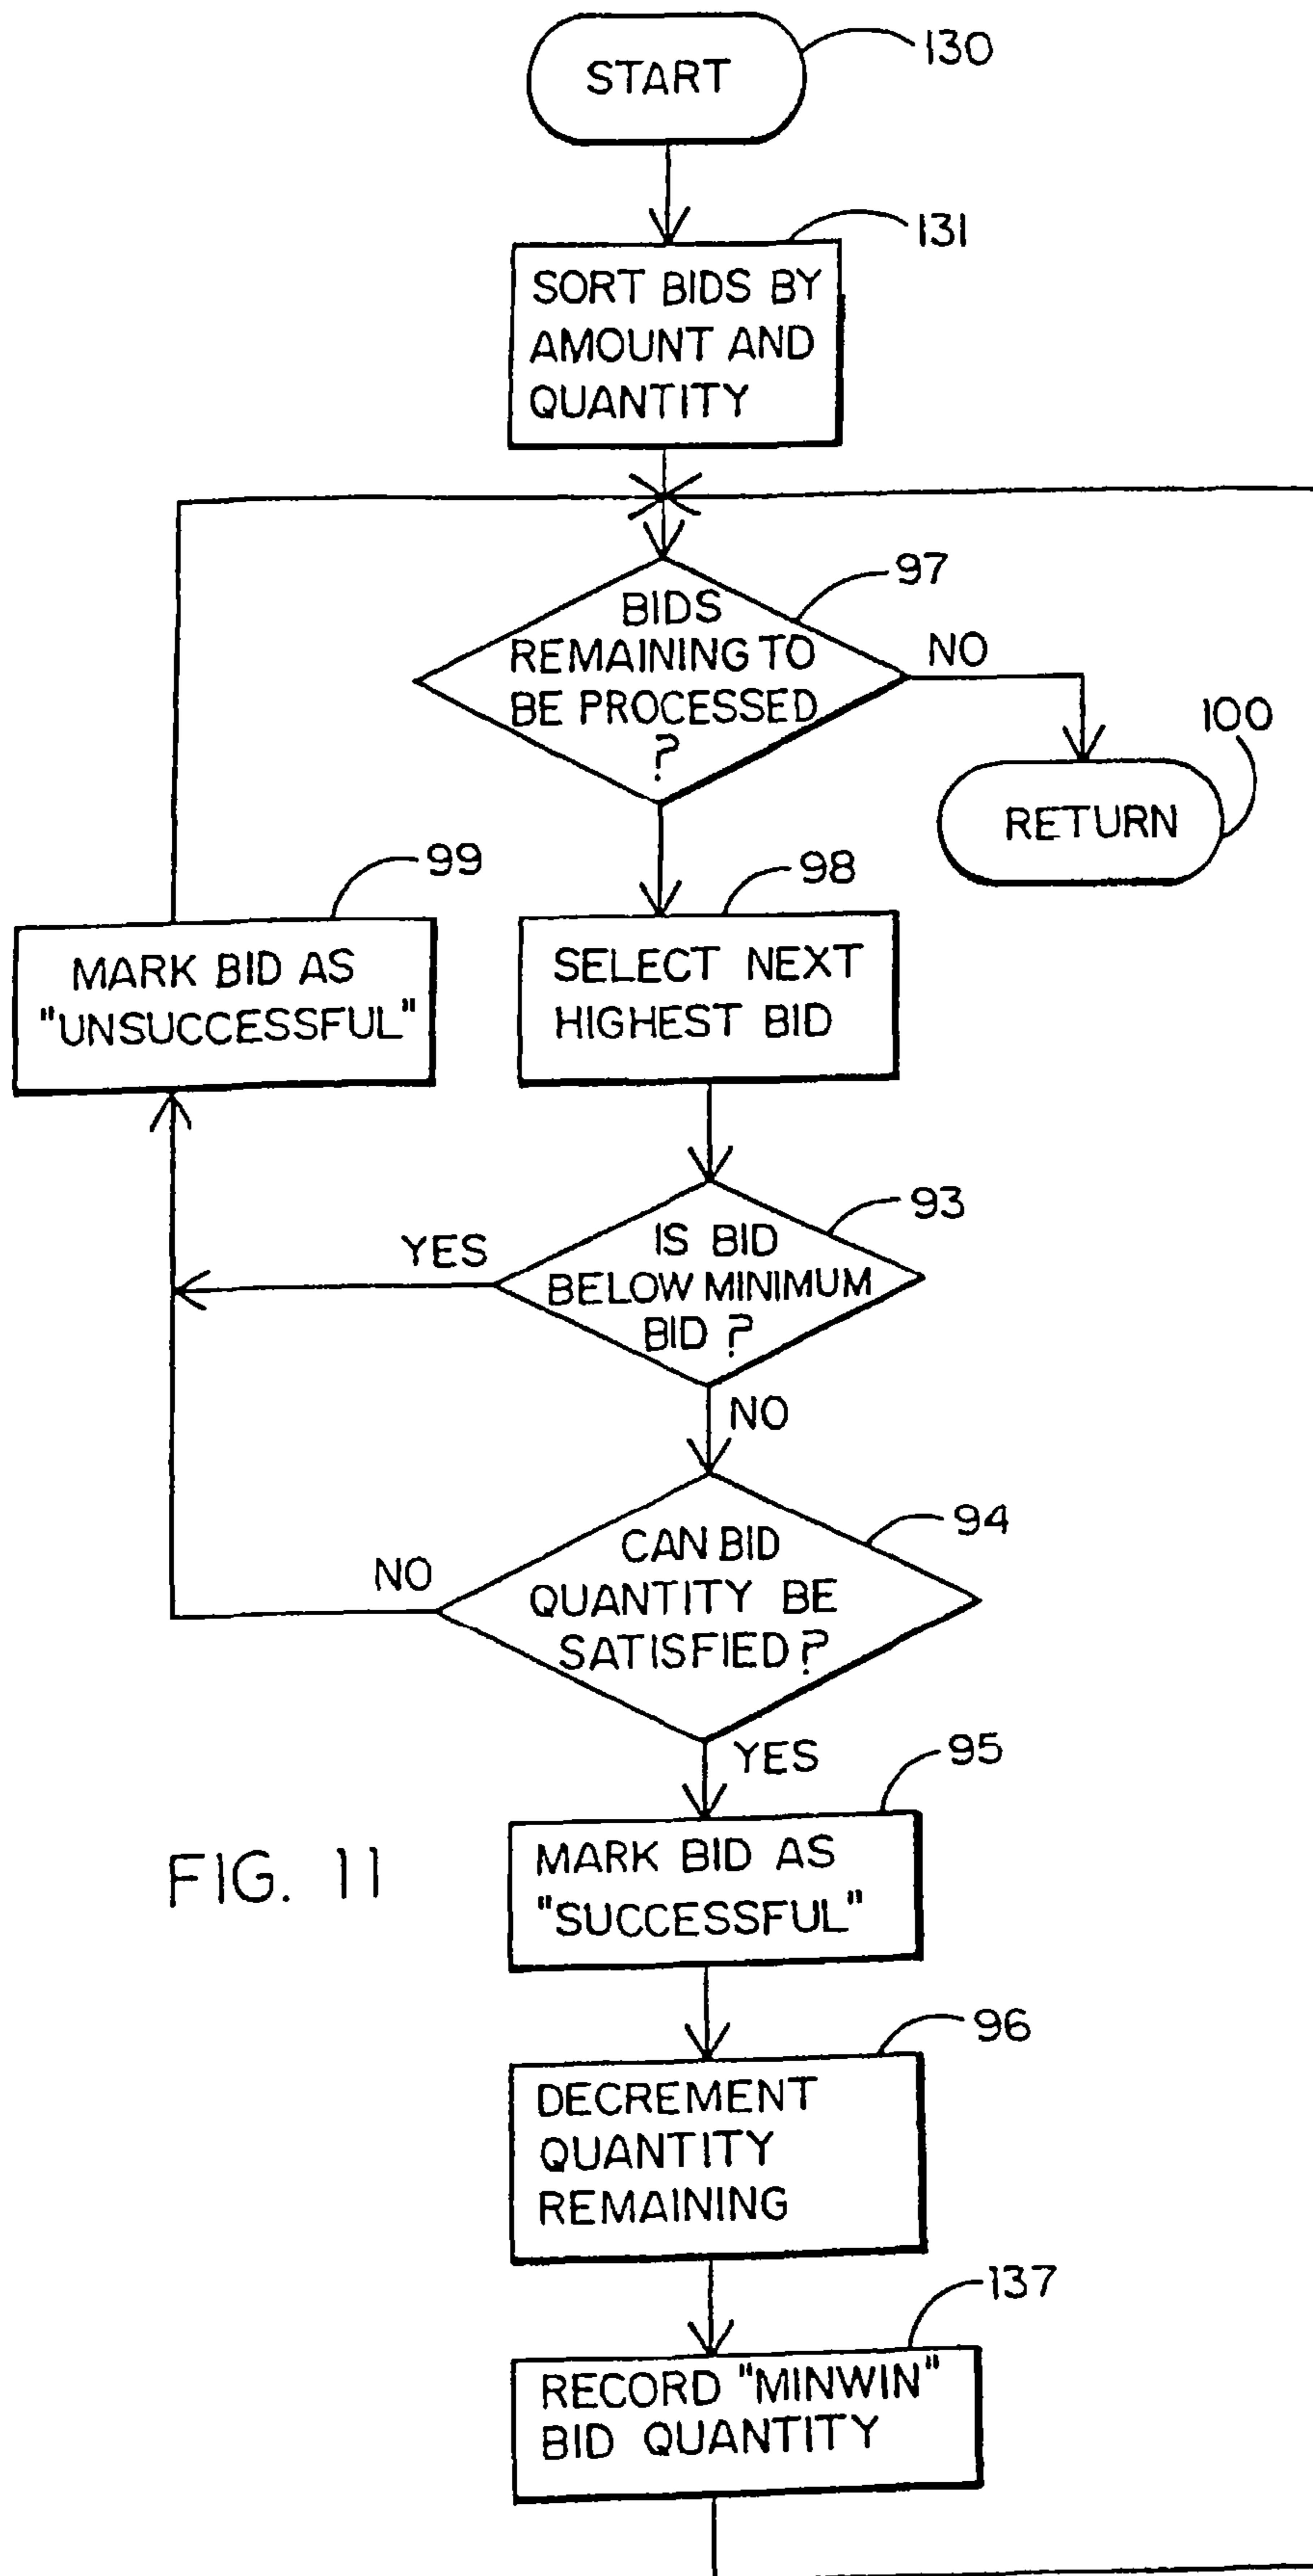 START
130
131
SORT BIDS BY
AMOUNT AND
QUANTITY
97
BIDS
REMAINING TO
BE PROCESSED
?
NO
100
RETURN
99
MARK BID AS
"UNSUCCESSFUL"
98
SELECT NEXT
HIGHEST BID
93
YES
IS BID
BELOW MINIMUM
BID ?
NO
94
NO
CAN BID
QUANTITY BE
SATISFIED ?
YES
95
MARK BID AS
"SUCCESSFUL"
FIG. 11
96
DECREMENT
QUANTITY
REMAINING
137
RECORD "MINWIN"
BID QUANTITY